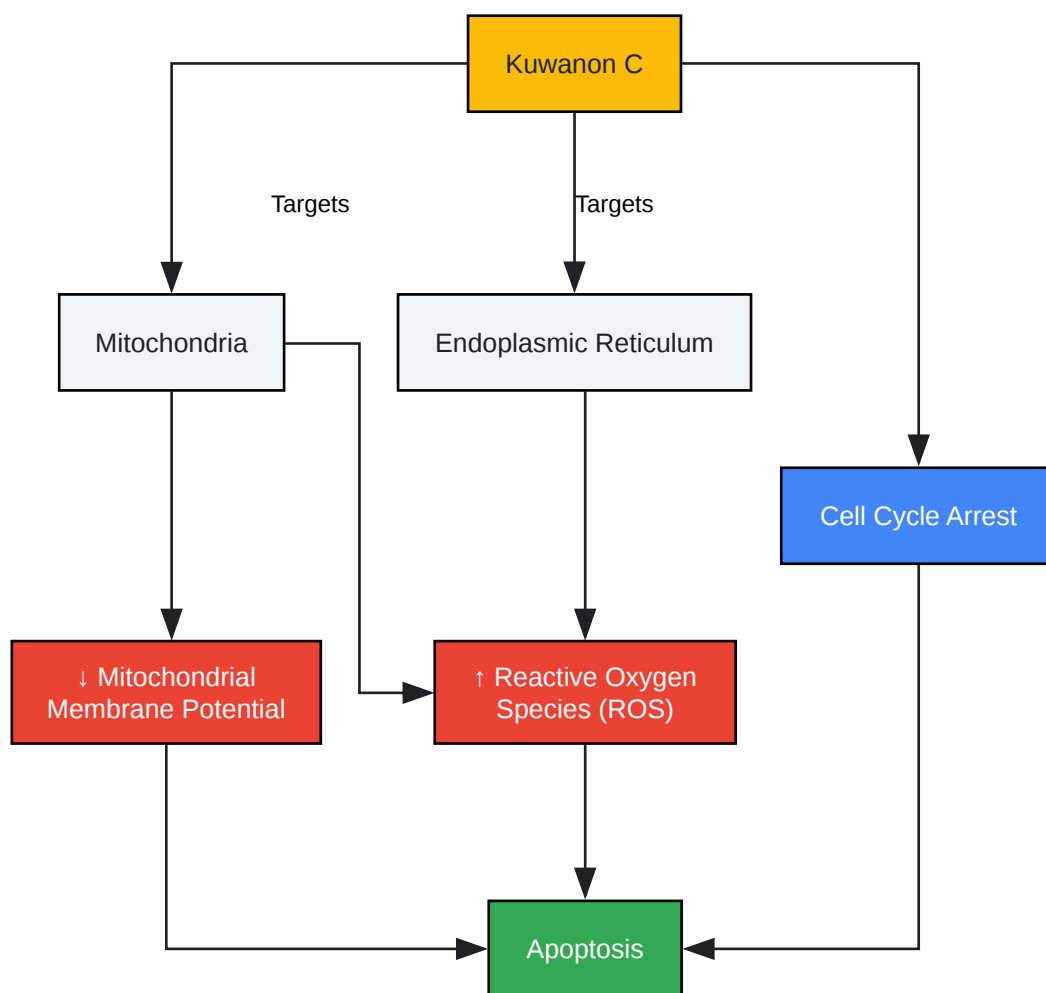 Kuwanon C
Targets
Targets
Mitochondria
Endoplasmic Reticulum
Cell Cycle Arrest
↓ Mitochondrial
Membrane Potential
↑ Reactive Oxygen
Species (ROS)
Apoptosis